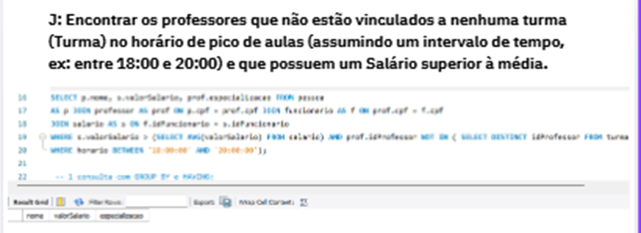 J: Encontrar os professores que não estão vinculados a nenhuma turma
(Turma) no horário de pico de aulas (assumindo um intervalo de tempo,
ex: entre 18:00 e 20:00) e que possuem um Salário superior à média.
16 SELECT p.nome, s.valorSalario, prof.especializacao FROM pessoa
17 AS p JOIN professor AS prof ON p.cpf = prof.cpf JOIN funcionario AS f ON prof.cpf = f.cpf
18 JOIN salario AS s ON f.idFuncionario = s.idFuncionario
19 WHERE s.valorSalario > (SELECT AVG(valorSalario) FROM salario) AND prof.idProfessor NOT IN ( SELECT DISTINCT idProfessor FROM turma
20 WHERE horario BETWEEN '18:00:00' AND '20:00:00');
21
22 -- 1 consulta com GROUP BY e HAVING:
Result Grid Filter Rows: Export: Wrap Cell Content:
nome valorSalario especializacao